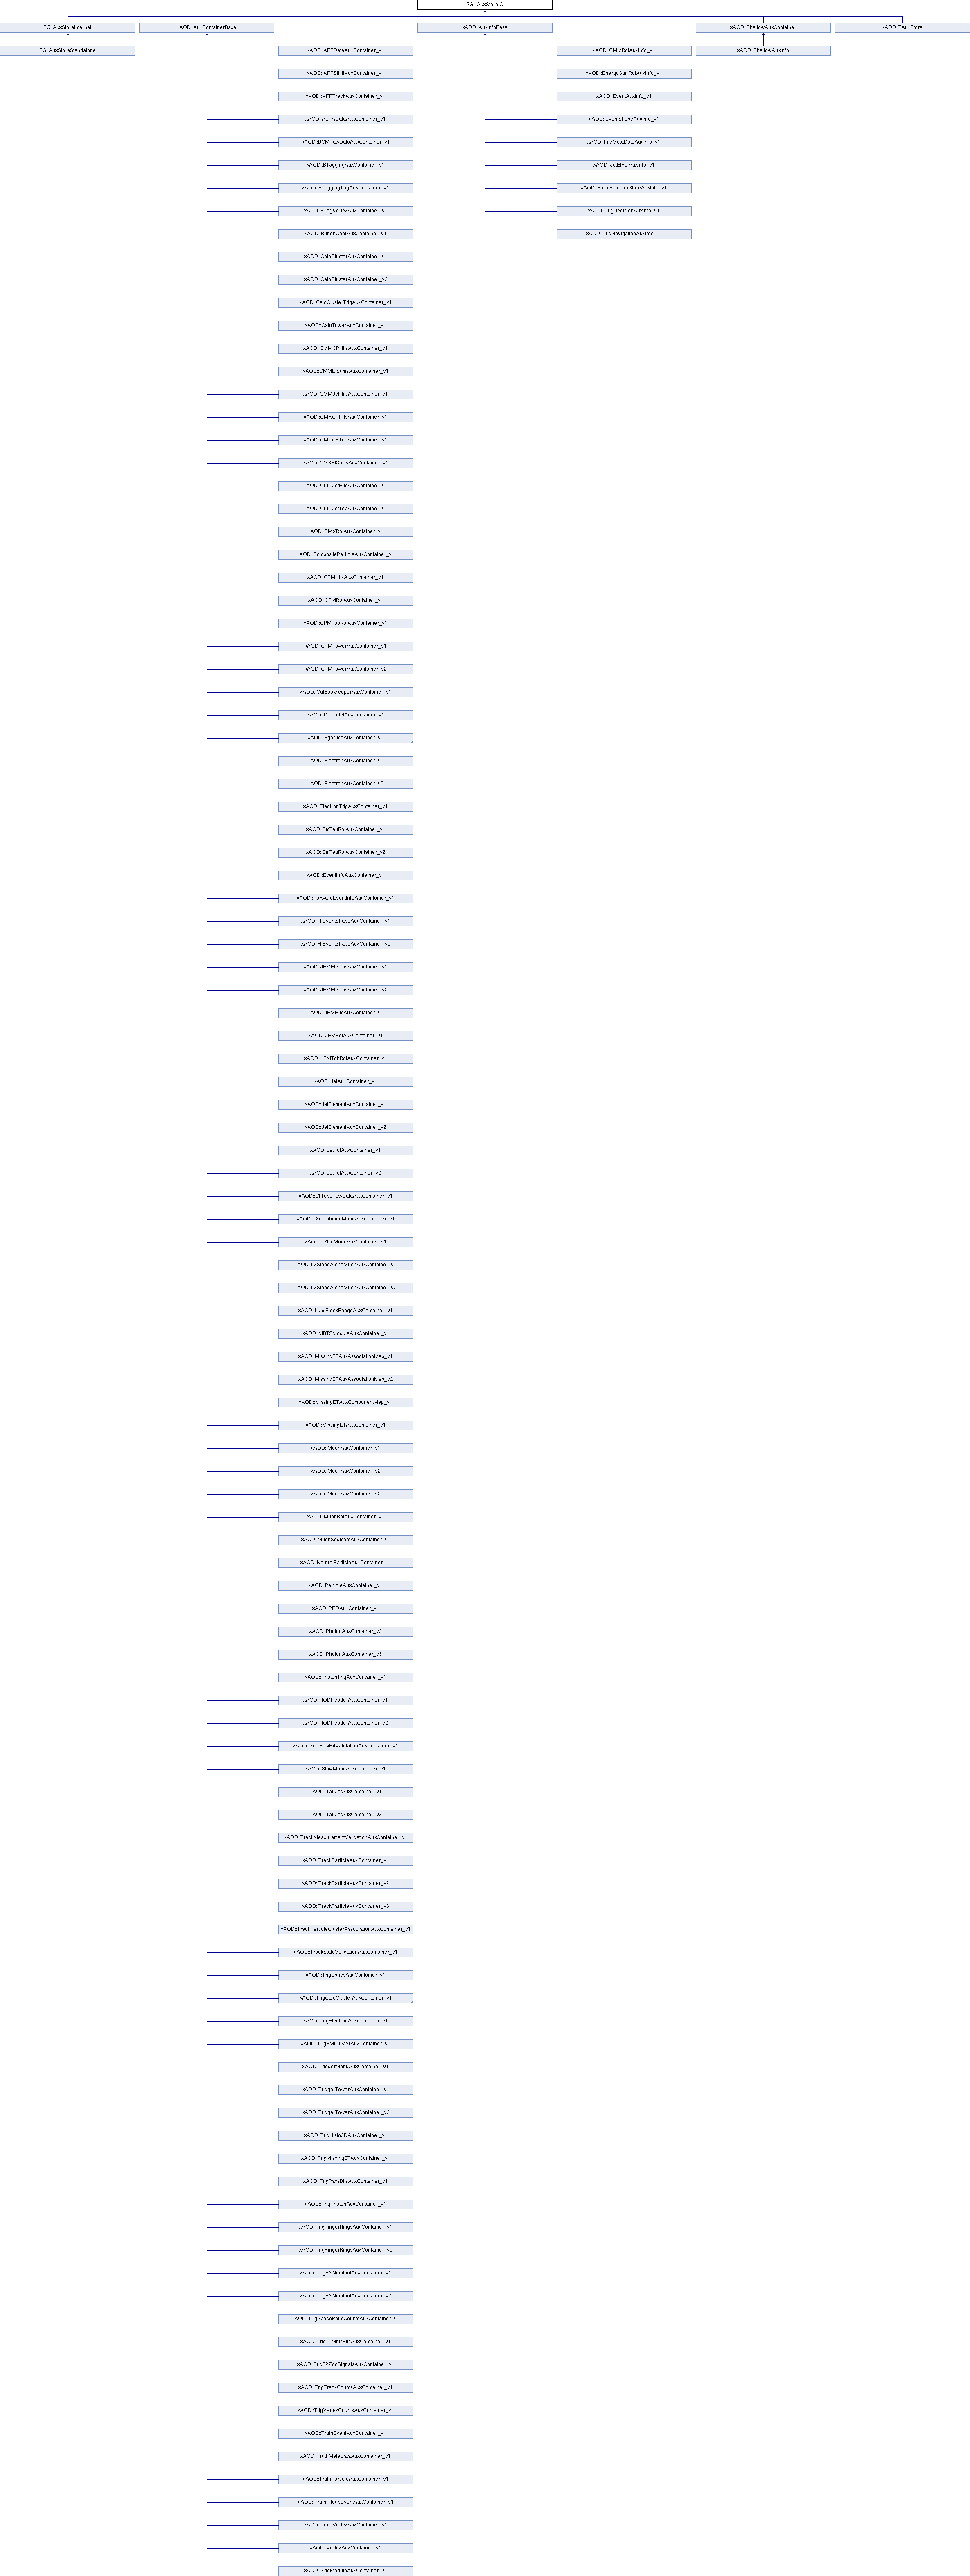 SG::IAuxStoreIO
SG::AuxStoreInternal
xAOD::AuxContainerBase
xAOD::AuxInfoBase
xAOD::ShallowAuxContainer
xAOD::TAuxStore
SG::AuxStoreStandalone
xAOD::AFPDataAuxContainer_v1
xAOD::CMMRoIAuxInfo_v1
xAOD::ShallowAuxInfo
xAOD::AFPSiHitAuxContainer_v1
xAOD::EnergySumRoIAuxInfo_v1
xAOD::AFPTrackAuxContainer_v1
xAOD::EventAuxInfo_v1
xAOD::ALFADataAuxContainer_v1
xAOD::EventShapeAuxInfo_v1
xAOD::BCMRawDataAuxContainer_v1
xAOD::FileMetaDataAuxInfo_v1
xAOD::BTaggingAuxContainer_v1
xAOD::JetEtRoIAuxInfo_v1
xAOD::BTaggingTrigAuxContainer_v1
xAOD::RoiDescriptorStoreAuxInfo_v1
xAOD::BTagVertexAuxContainer_v1
xAOD::TrigDecisionAuxInfo_v1
xAOD::BunchConfAuxContainer_v1
xAOD::TrigNavigationAuxInfo_v1
xAOD::CaloClusterAuxContainer_v1
xAOD::CaloClusterAuxContainer_v2
xAOD::CaloClusterTrigAuxContainer_v1
xAOD::CaloTowerAuxContainer_v1
xAOD::CMMCPHitsAuxContainer_v1
xAOD::CMMEtSumsAuxContainer_v1
xAOD::CMMJetHitsAuxContainer_v1
xAOD::CMXCPHitsAuxContainer_v1
xAOD::CMXCPTobAuxContainer_v1
xAOD::CMXEtSumsAuxContainer_v1
xAOD::CMXJetHitsAuxContainer_v1
xAOD::CMXJetTobAuxContainer_v1
xAOD::CMXRoIAuxContainer_v1
xAOD::CompositeParticleAuxContainer_v1
xAOD::CPMHitsAuxContainer_v1
xAOD::CPMRoIAuxContainer_v1
xAOD::CPMTobRoIAuxContainer_v1
xAOD::CPMTowerAuxContainer_v1
xAOD::CPMTowerAuxContainer_v2
xAOD::CutBookkeeperAuxContainer_v1
xAOD::DiTauJetAuxContainer_v1
xAOD::EgammaAuxContainer_v1
xAOD::ElectronAuxContainer_v2
xAOD::ElectronAuxContainer_v3
xAOD::ElectronTrigAuxContainer_v1
xAOD::EmTauRoIAuxContainer_v1
xAOD::EmTauRoIAuxContainer_v2
xAOD::EventInfoAuxContainer_v1
xAOD::ForwardEventInfoAuxContainer_v1
xAOD::HIEventShapeAuxContainer_v1
xAOD::HIEventShapeAuxContainer_v2
xAOD::JEMEtSumsAuxContainer_v1
xAOD::JEMEtSumsAuxContainer_v2
xAOD::JEMHitsAuxContainer_v1
xAOD::JEMRoIAuxContainer_v1
xAOD::JEMTobRoIAuxContainer_v1
xAOD::JetAuxContainer_v1
xAOD::JetElementAuxContainer_v1
xAOD::JetElementAuxContainer_v2
xAOD::JetRoIAuxContainer_v1
xAOD::JetRoIAuxContainer_v2
xAOD::L1TopoRawDataAuxContainer_v1
xAOD::L2CombinedMuonAuxContainer_v1
xAOD::L2IsoMuonAuxContainer_v1
xAOD::L2StandAloneMuonAuxContainer_v1
xAOD::L2StandAloneMuonAuxContainer_v2
xAOD::LumiBlockRangeAuxContainer_v1
xAOD::MBTSModuleAuxContainer_v1
xAOD::MissingETAuxAssociationMap_v1
xAOD::MissingETAuxAssociationMap_v2
xAOD::MissingETAuxComponentMap_v1
xAOD::MissingETAuxContainer_v1
xAOD::MuonAuxContainer_v1
xAOD::MuonAuxContainer_v2
xAOD::MuonAuxContainer_v3
xAOD::MuonRoIAuxContainer_v1
xAOD::MuonSegmentAuxContainer_v1
xAOD::NeutralParticleAuxContainer_v1
xAOD::ParticleAuxContainer_v1
xAOD::PFOAuxContainer_v1
xAOD::PhotonAuxContainer_v2
xAOD::PhotonAuxContainer_v3
xAOD::PhotonTrigAuxContainer_v1
xAOD::RODHeaderAuxContainer_v1
xAOD::RODHeaderAuxContainer_v2
xAOD::SCTRawHitValidationAuxContainer_v1
xAOD::SlowMuonAuxContainer_v1
xAOD::TauJetAuxContainer_v1
xAOD::TauJetAuxContainer_v2
xAOD::TrackMeasurementValidationAuxContainer_v1
xAOD::TrackParticleAuxContainer_v1
xAOD::TrackParticleAuxContainer_v2
xAOD::TrackParticleAuxContainer_v3
xAOD::TrackParticleClusterAssociationAuxContainer_v1
xAOD::TrackStateValidationAuxContainer_v1
xAOD::TrigBphysAuxContainer_v1
xAOD::TrigCaloClusterAuxContainer_v1
xAOD::TrigElectronAuxContainer_v1
xAOD::TrigEMClusterAuxContainer_v2
xAOD::TriggerMenuAuxContainer_v1
xAOD::TriggerTowerAuxContainer_v1
xAOD::TriggerTowerAuxContainer_v2
xAOD::TrigHisto2DAuxContainer_v1
xAOD::TrigMissingETAuxContainer_v1
xAOD::TrigPassBitsAuxContainer_v1
xAOD::TrigPhotonAuxContainer_v1
xAOD::TrigRingerRingsAuxContainer_v1
xAOD::TrigRingerRingsAuxContainer_v2
xAOD::TrigRNNOutputAuxContainer_v1
xAOD::TrigRNNOutputAuxContainer_v2
xAOD::TrigSpacePointCountsAuxContainer_v1
xAOD::TrigT2MbtsBitsAuxContainer_v1
xAOD::TrigT2ZdcSignalsAuxContainer_v1
xAOD::TrigTrackCountsAuxContainer_v1
xAOD::TrigVertexCountsAuxContainer_v1
xAOD::TruthEventAuxContainer_v1
xAOD::TruthMetaDataAuxContainer_v1
xAOD::TruthParticleAuxContainer_v1
xAOD::TruthPileupEventAuxContainer_v1
xAOD::TruthVertexAuxContainer_v1
xAOD::VertexAuxContainer_v1
xAOD::ZdcModuleAuxContainer_v1